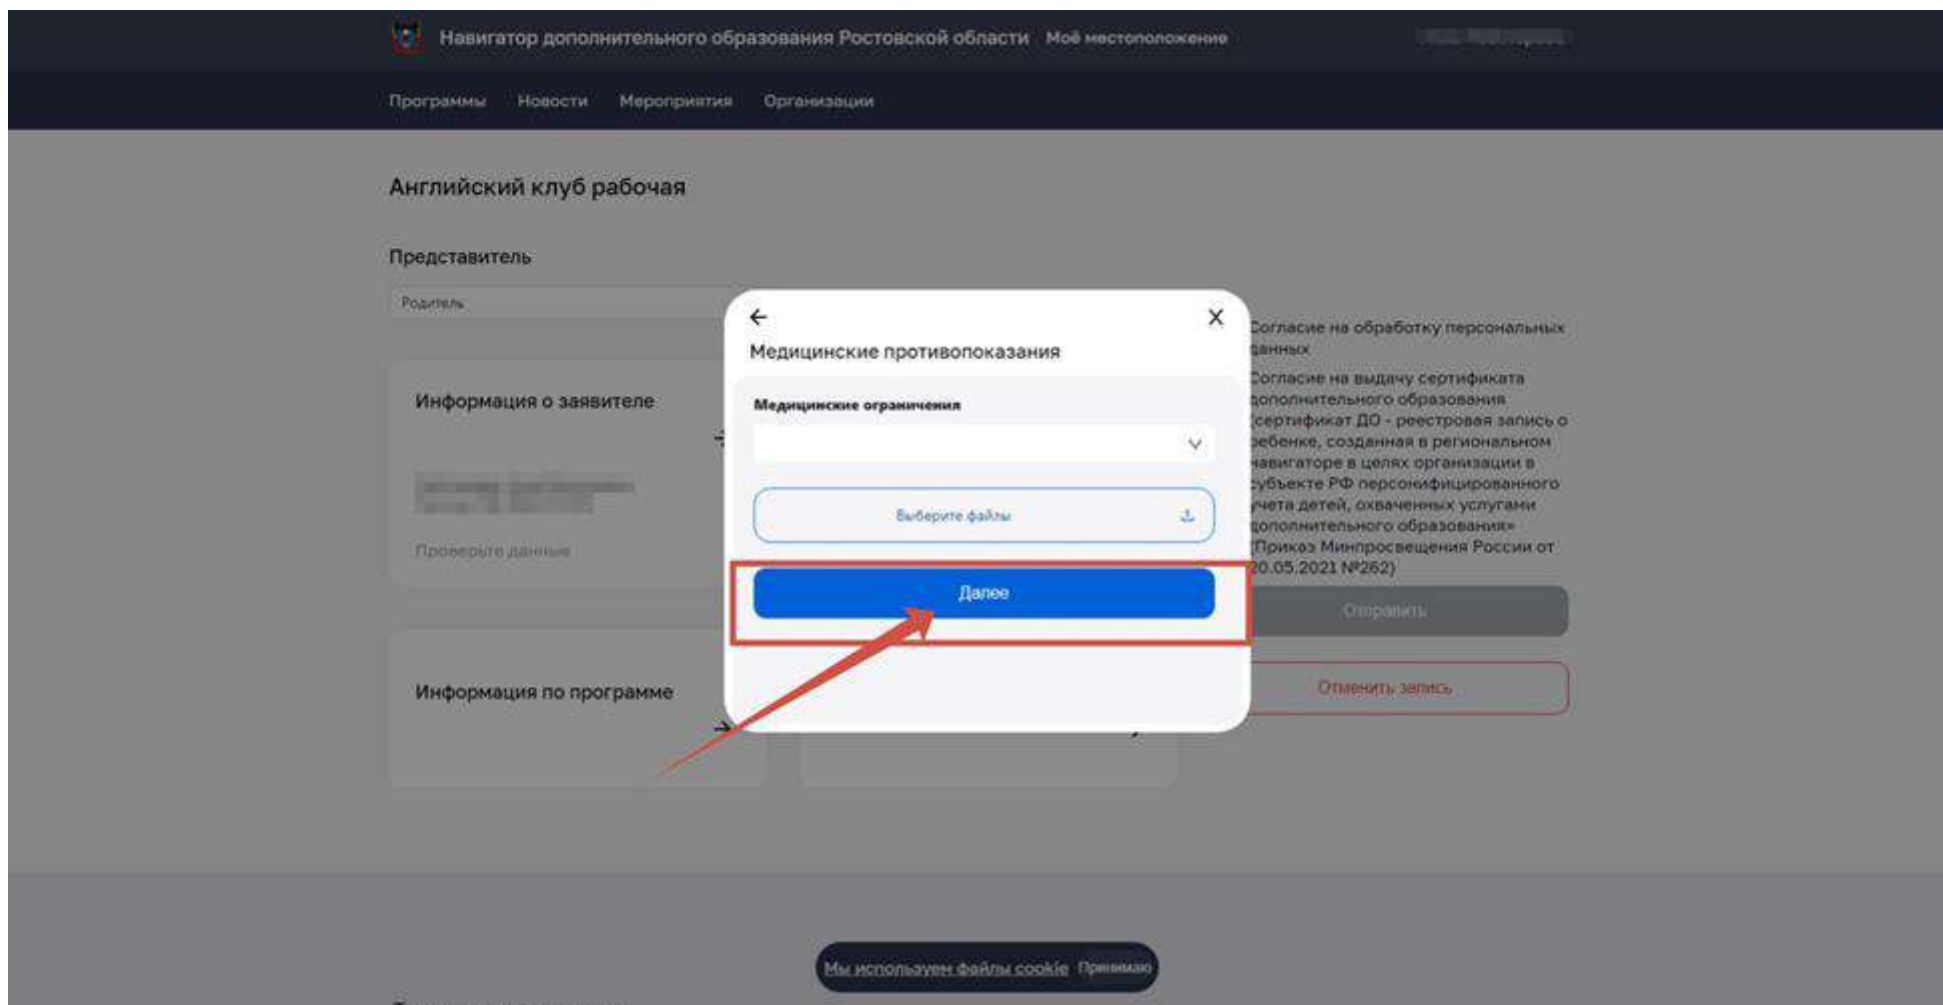 Навигатор дополнительного образования Ростовской области Моё местоположение
Программы Новости Мероприятия Организации
Английский клуб рабочая
Представитель
Родитель
Информация о заявителе
Проверьте данные
Информация по программе
Медицинские противопоказания
Медицинские ограничения
Выберите файлы
Далее
Согласие на обработку персональных
данных
Согласие на выдачу сертификата
дополнительного образования
(сертификат ДО - реестровая запись о
ребенке, созданная в региональном
навигаторе в целях организации в
субъекте РФ персонифицированного
учета детей, охваченных услугами
дополнительного образования»
(Приказ Минпросвещения России от
20.05.2021 №262)
Отправить
Отменить запись
Мы используем файлы cookie Принимаю